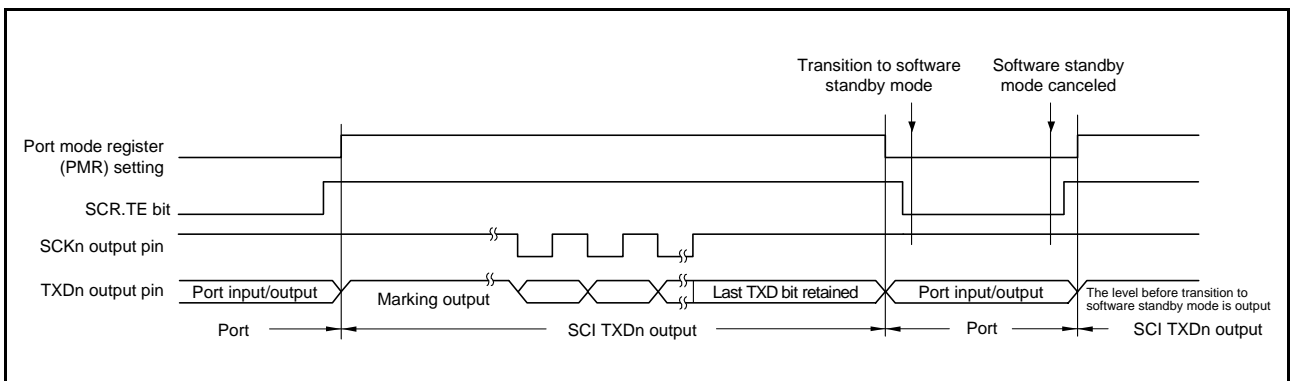 Transition to software
standby mode
Software standby
mode canceled
Port mode register
(PMR) setting
SCR.TE bit
SCKn output pin
TXDn output pin
Port input/output
Marking output
Last TXD bit retained
Port input/output
The level before transition to
software standby mode is output
Port
SCI TXDn output
Port
SCI TXDn output